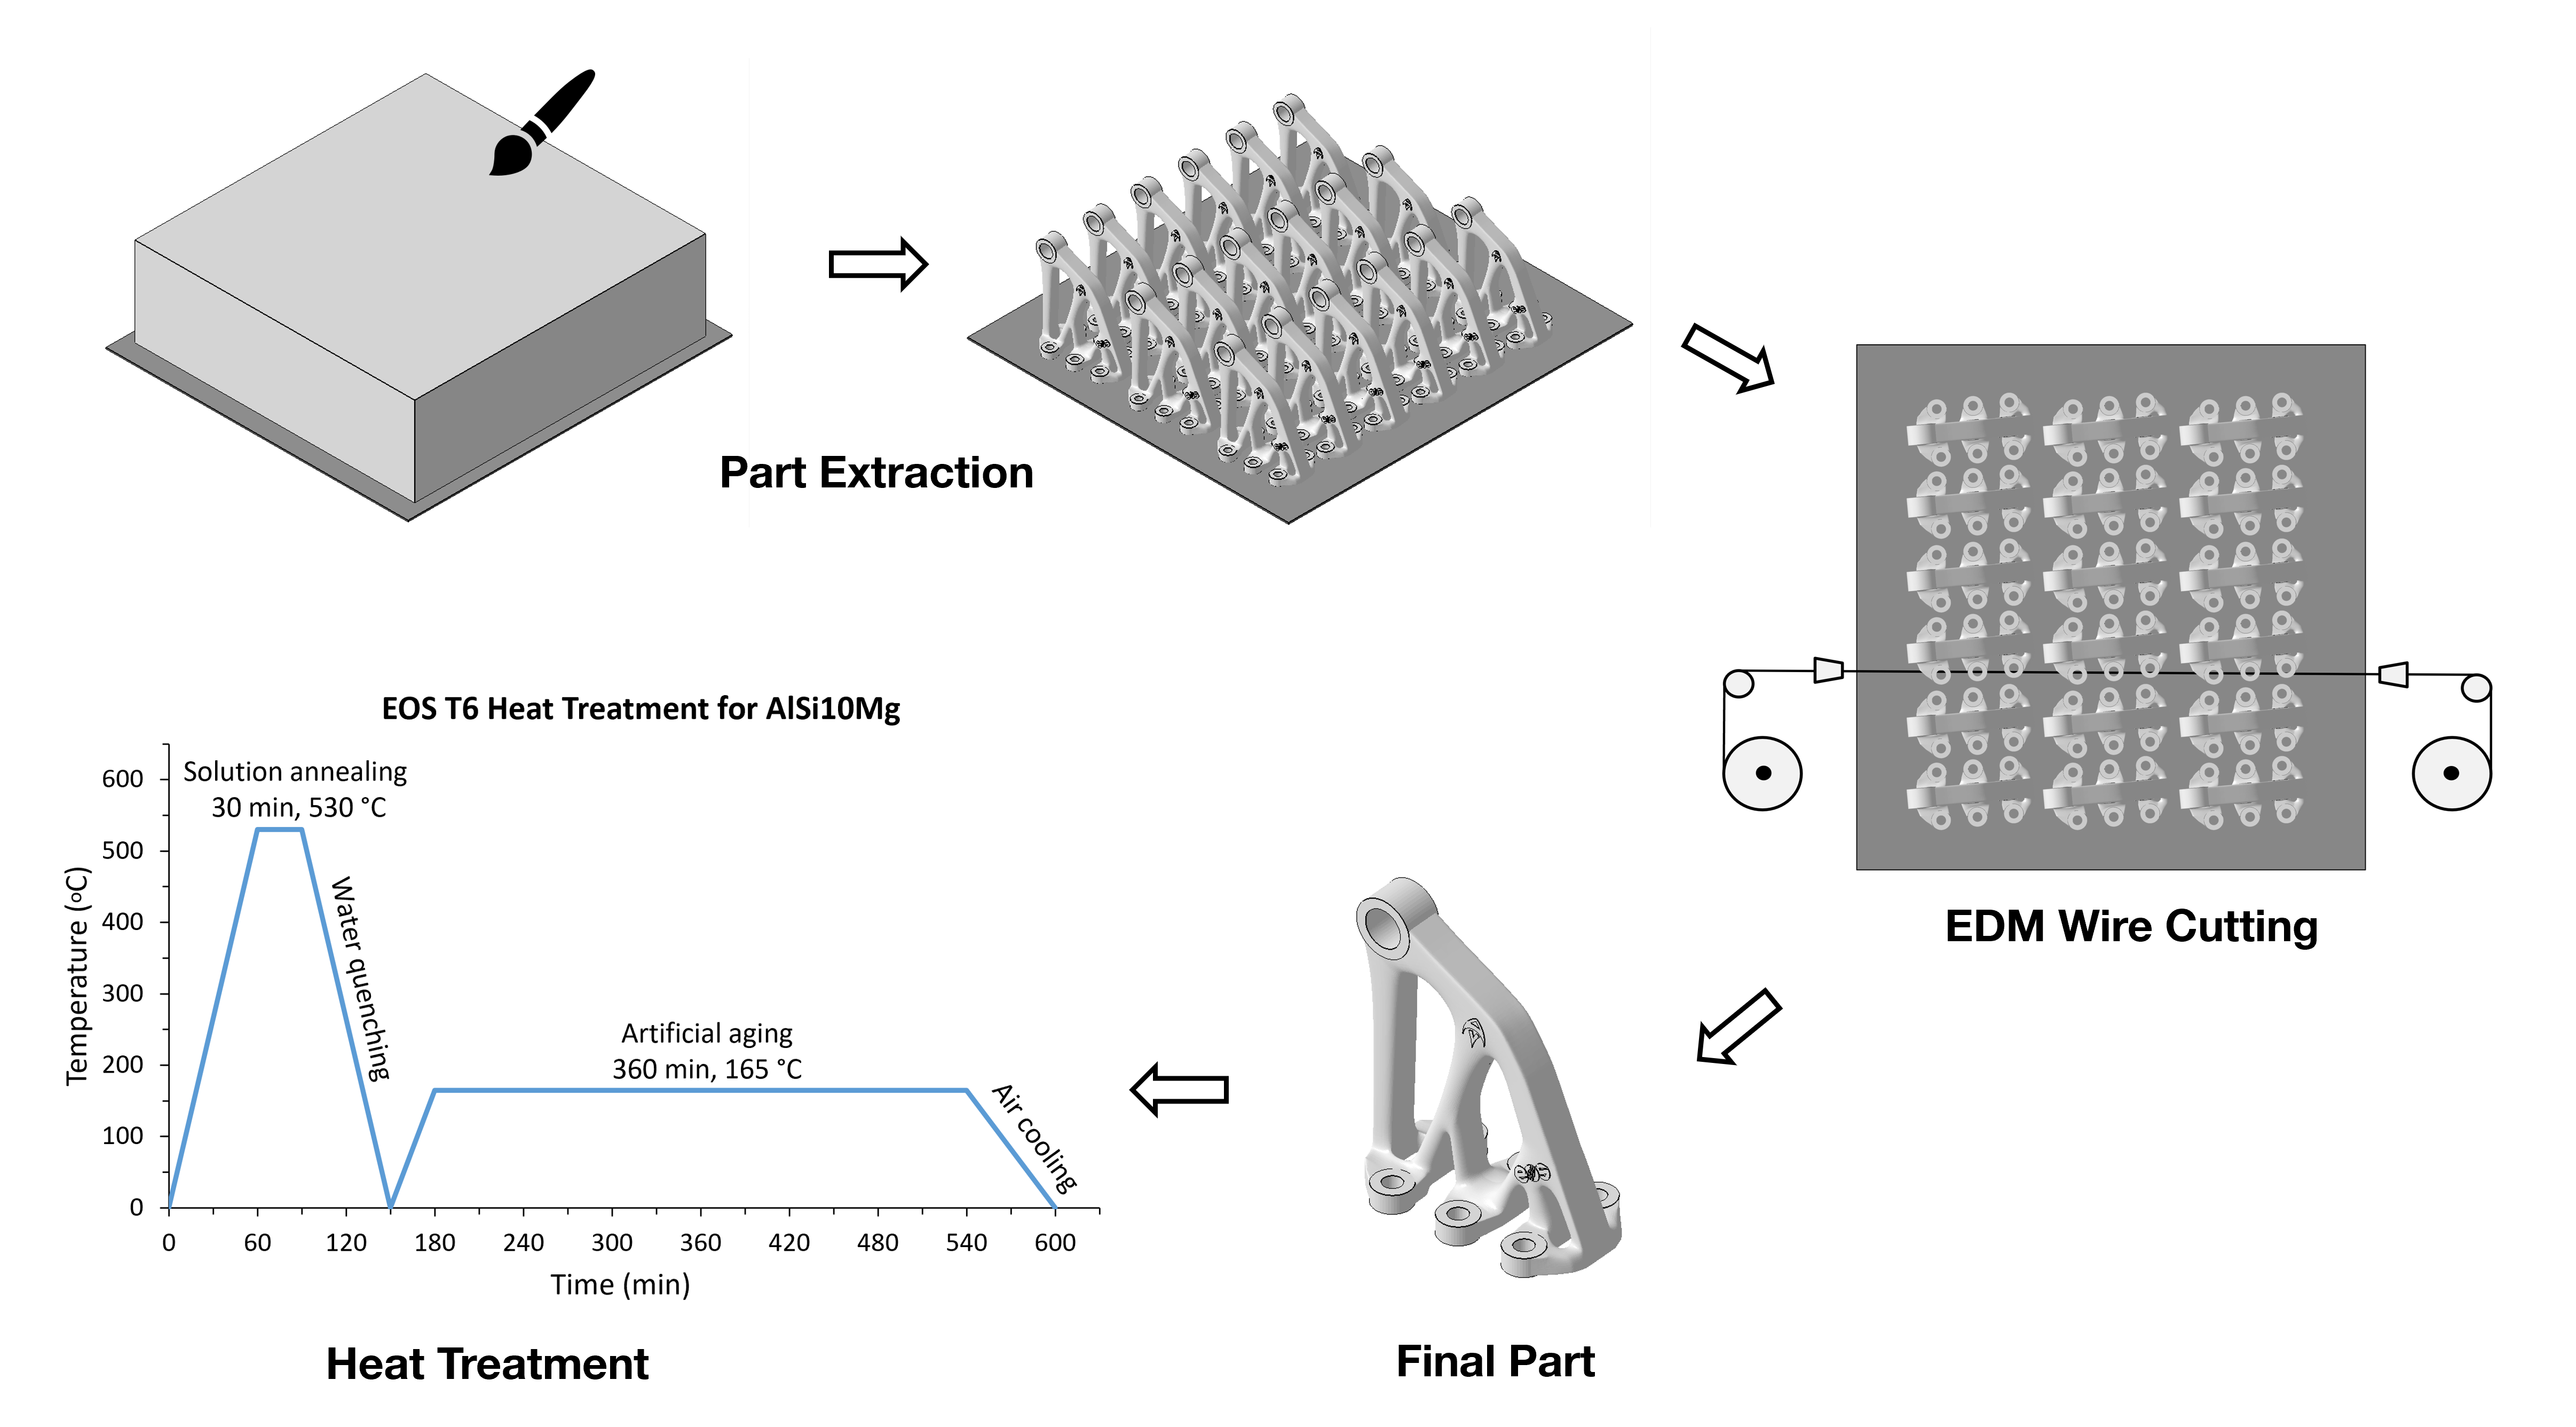 Part Extraction
EDM Wire Cutting
EOS T6 Heat Treatment for AlSi10Mg
Solution annealing
30 min, 530 °C
Water quenching
Artificial aging
360 min, 165 °C
Air cooling
Temperature (oC)
600
500
400
300
200
100
0
0 60 120 180 240 300 360 420 480 540 600
Time (min)
Heat Treatment
Final Part